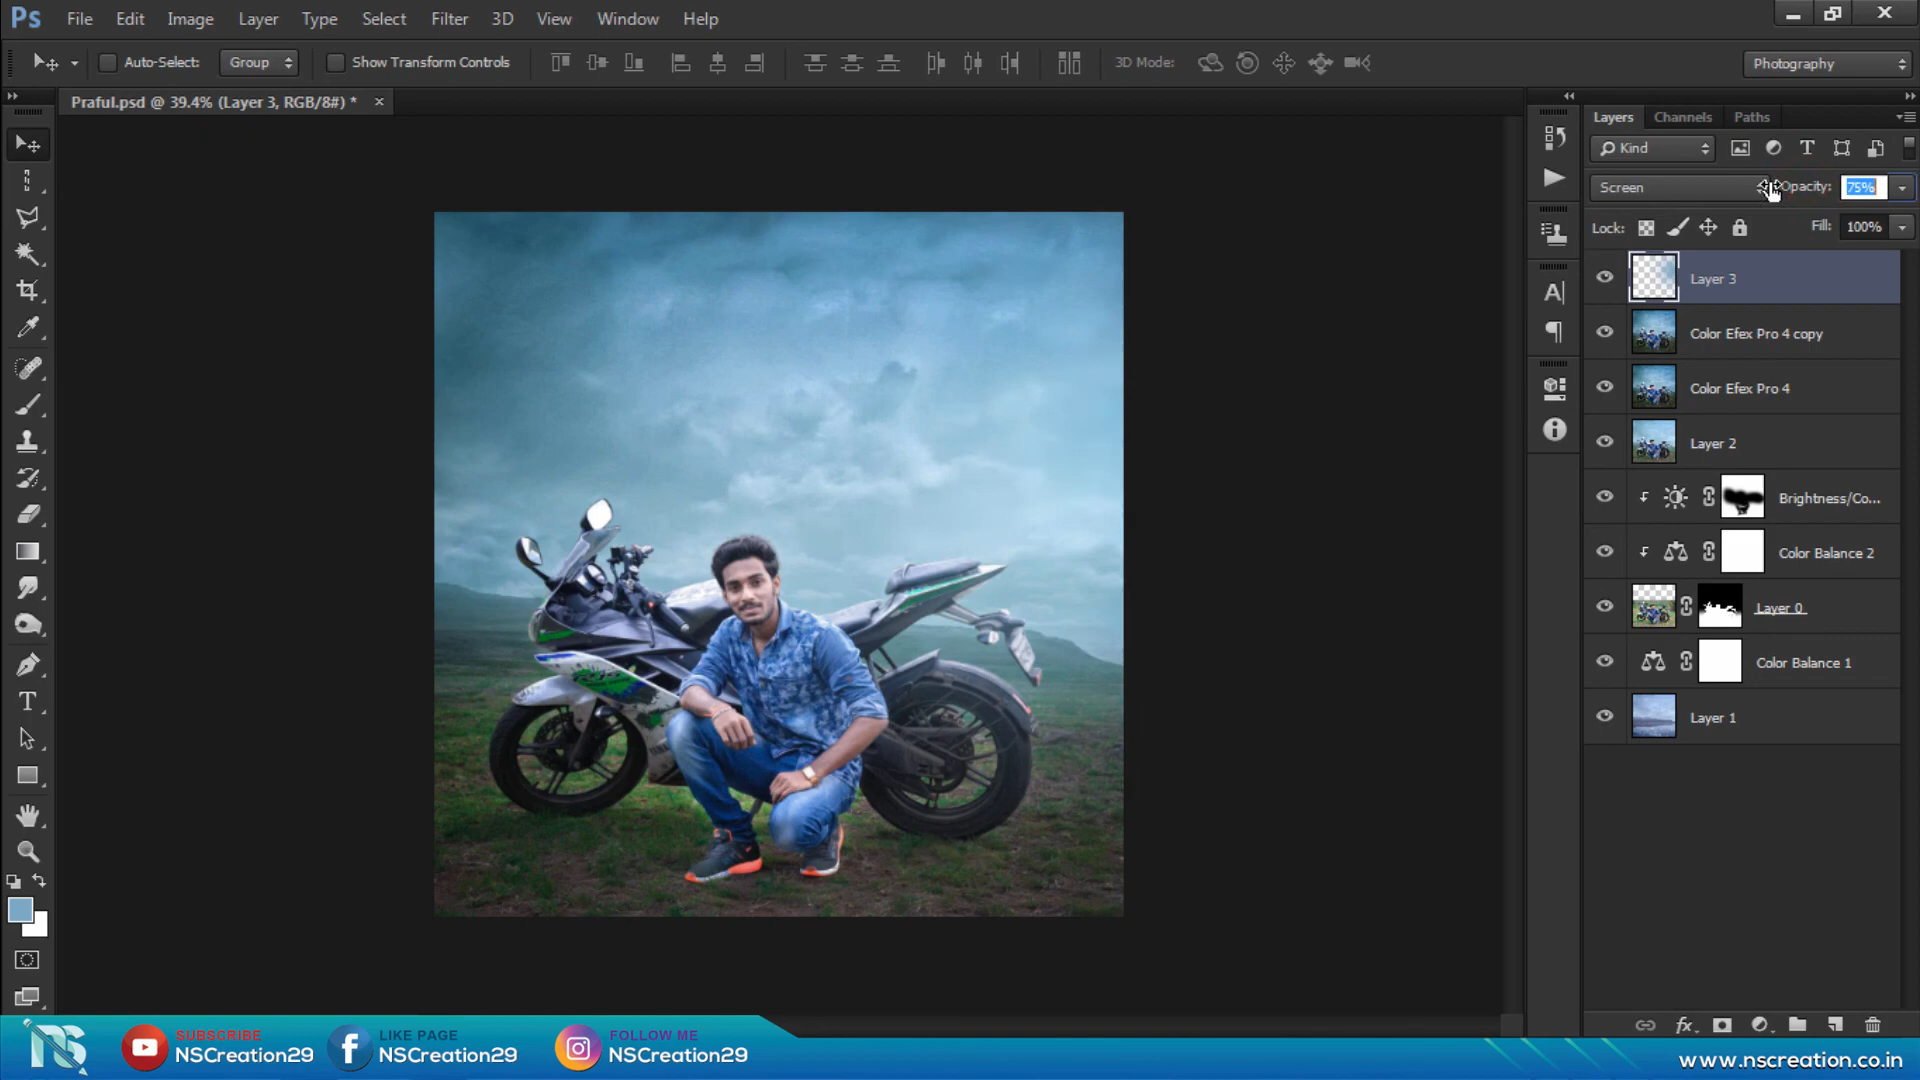 Ps File Edit Image Layer Type Select Filter 3D View Window Help
Auto-Select: Group Show Transform Controls 3D Mode: Photography
Praful.psd @ 39.4% (Layer 3, RGB/8#) * ×
Layers Channels Paths
Kind
Screen Opacity: 75%
Lock: Fill: 100%
Layer 3
Color Efex Pro 4 copy
Color Efex Pro 4
Layer 2
Brightness/Co...
Color Balance 2
Layer 0
Color Balance 1
Layer 1
SUBSCRIBE
NSCreation29
LIKE PAGE
NSCreation29
FOLLOW ME
NSCreation29
www.nscreation.co.in